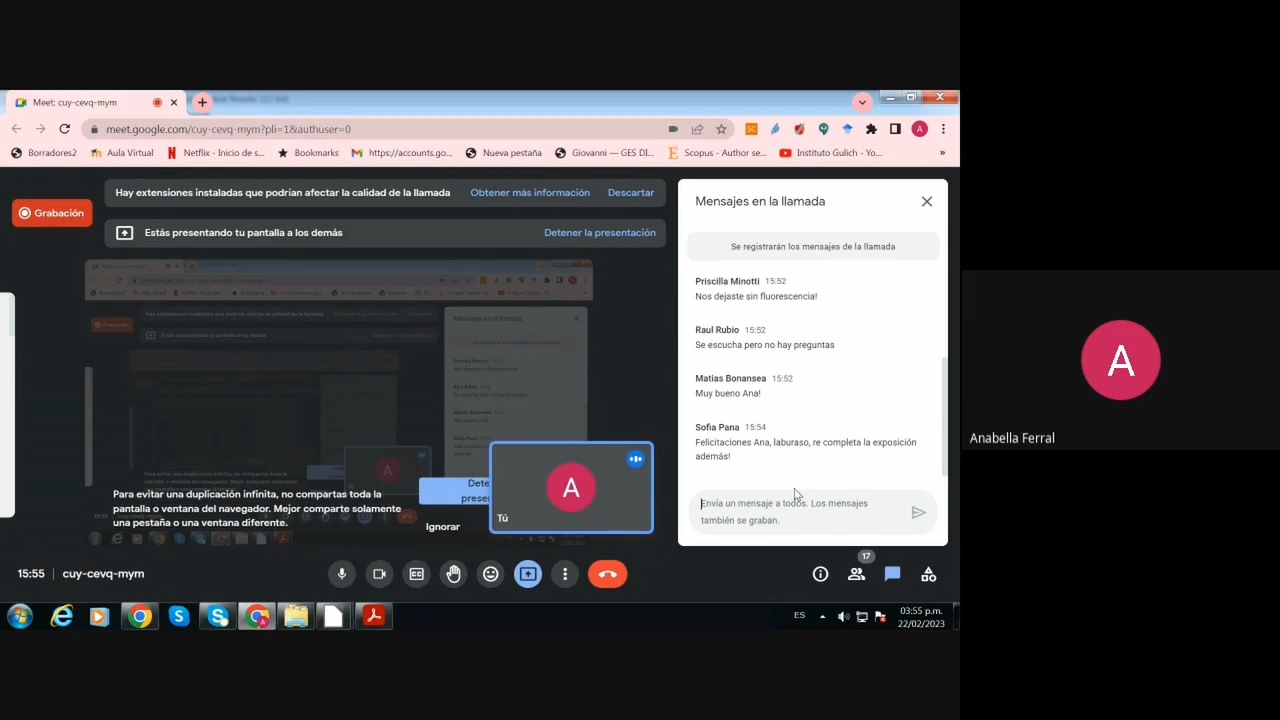 Meet: cuy-cevq-mym
meet.google.com/cuy-cevq-mym?pli=1&authuser=0
Borradores2
Aula Virtual
Netflix - Inicio de s...
Bookmarks
https://accounts.go...
Nueva pestaña
Giovanni — GES DI...
Scopus - Author se...
Instituto Gulich - Yo...
»
Grabación
Hay extensiones instaladas que podrían afectar la calidad de la llamada
Obtener más información
Descartar
Estás presentando tu pantalla a los demás
Detener la presentación
Mensajes en la llamada
Se registrarán los mensajes de la llamada
Priscilla Minotti 15:52
Nos dejaste sin fluorescencia!
Raul Rubio 15:52
Se escucha pero no hay preguntas
Matias Bonansea 15:52
Muy bueno Ana!
Sofia Pana 15:54
Felicitaciones Ana, laburaso, re completa la exposición
además!
Envía un mensaje a todos. Los mensajes
también se graban.
Para evitar una duplicación infinita, no compartas toda la
pantalla o ventana del navegador. Mejor comparte solamente
una pestaña o una ventana diferente.
Dete
prese
Ignorar
A
Tú
15:55 | cuy-cevq-mym
17
ES
03:55 p.m.
22/02/2023
A
Anabella Ferral